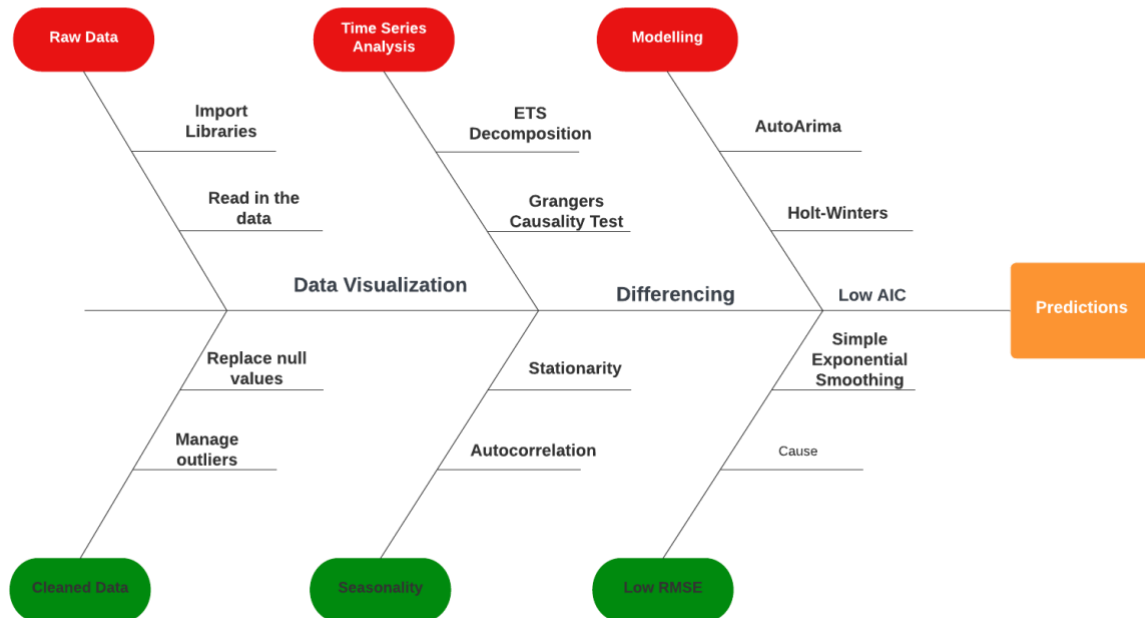 Raw Data
Time Series
Analysis
Modelling
Import
Libraries
ETS
Decomposition
AutoArima
Read in the
data
Grangers
Causality Test
Holt-Winters
Data Visualization
Differencing
Low AIC
Predictions
Replace null
values
Stationarity
Simple
Exponential
Smoothing
Manage
outliers
Autocorrelation
Cause
Cleaned Data
Seasonality
Low RMSE